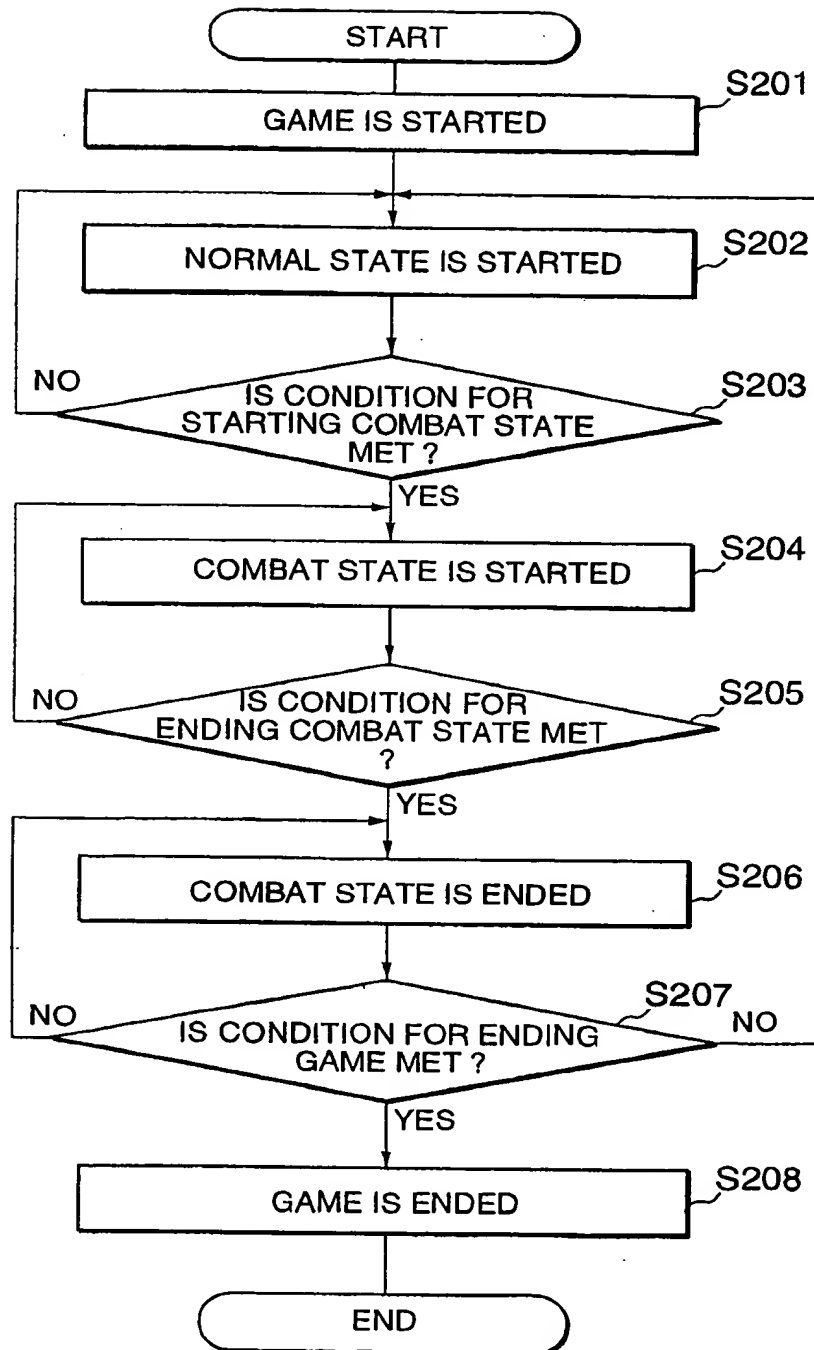 START
S201
GAME IS STARTED
S202
NORMAL STATE IS STARTED
NO
S203
IS CONDITION FOR
STARTING COMBAT STATE
MET ?
YES
S204
COMBAT STATE IS STARTED
NO
S205
IS CONDITION FOR
ENDING COMBAT STATE MET
?
YES
S206
COMBAT STATE IS ENDED
S207
NO
NO
IS CONDITION FOR ENDING
GAME MET ?
YES
S208
GAME IS ENDED
END